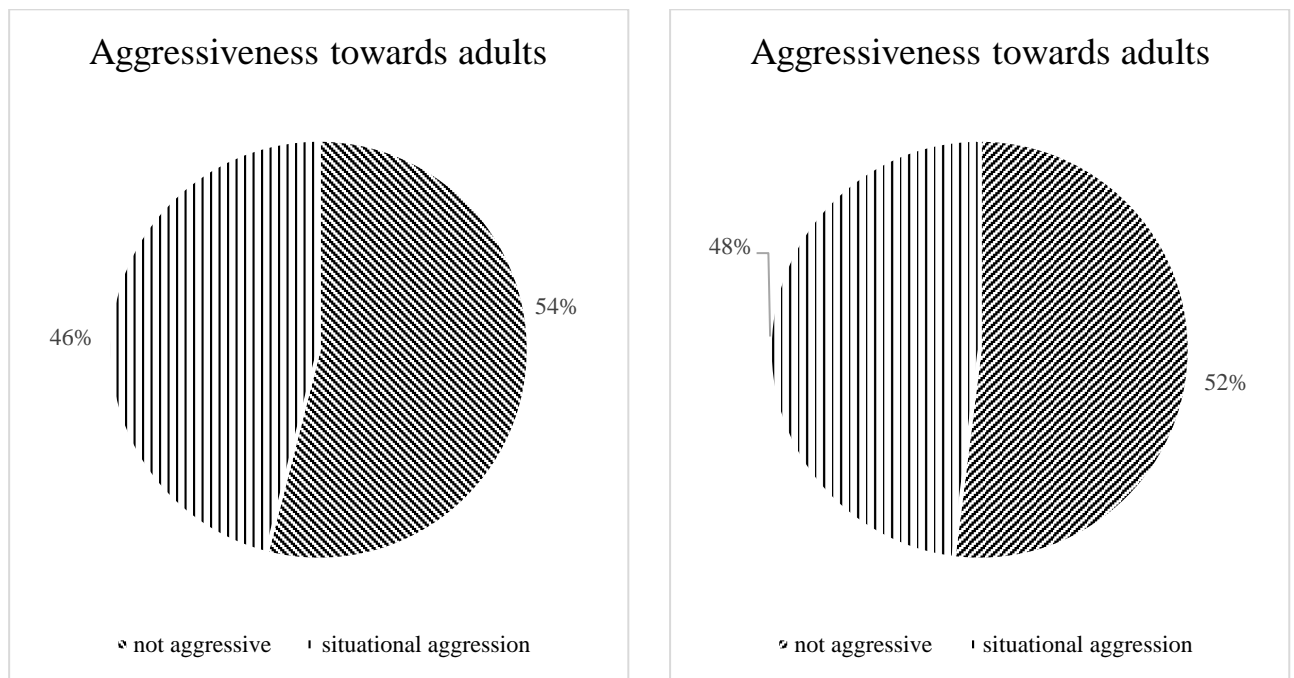 Aggressiveness towards adults
46%
54%
not aggressive
situational aggression
Aggressiveness towards adults
48%
52%
not aggressive
situational aggression